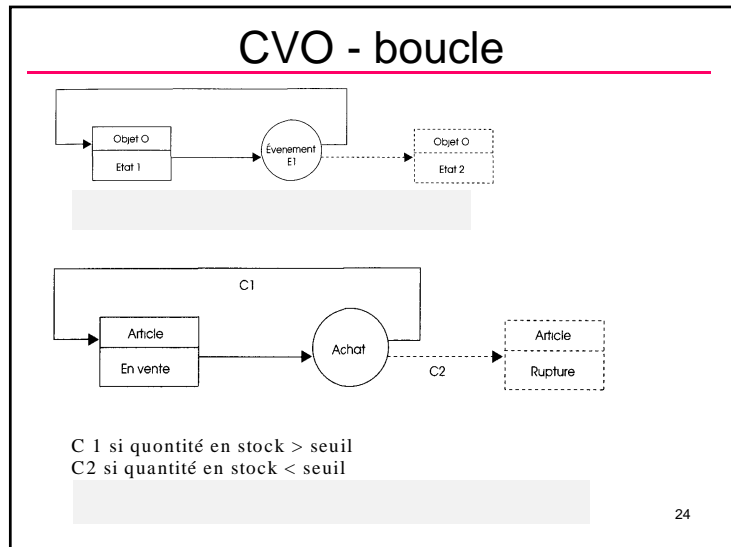 CVO - boucle
Objet O
Etat 1
Évenement
E1
Objet O
Etat 2
C1
Article
En vente
Achat
C2
Article
Rupture
C 1 si quontité en stock > seuil
C2 si quantité en stock < seuil
24